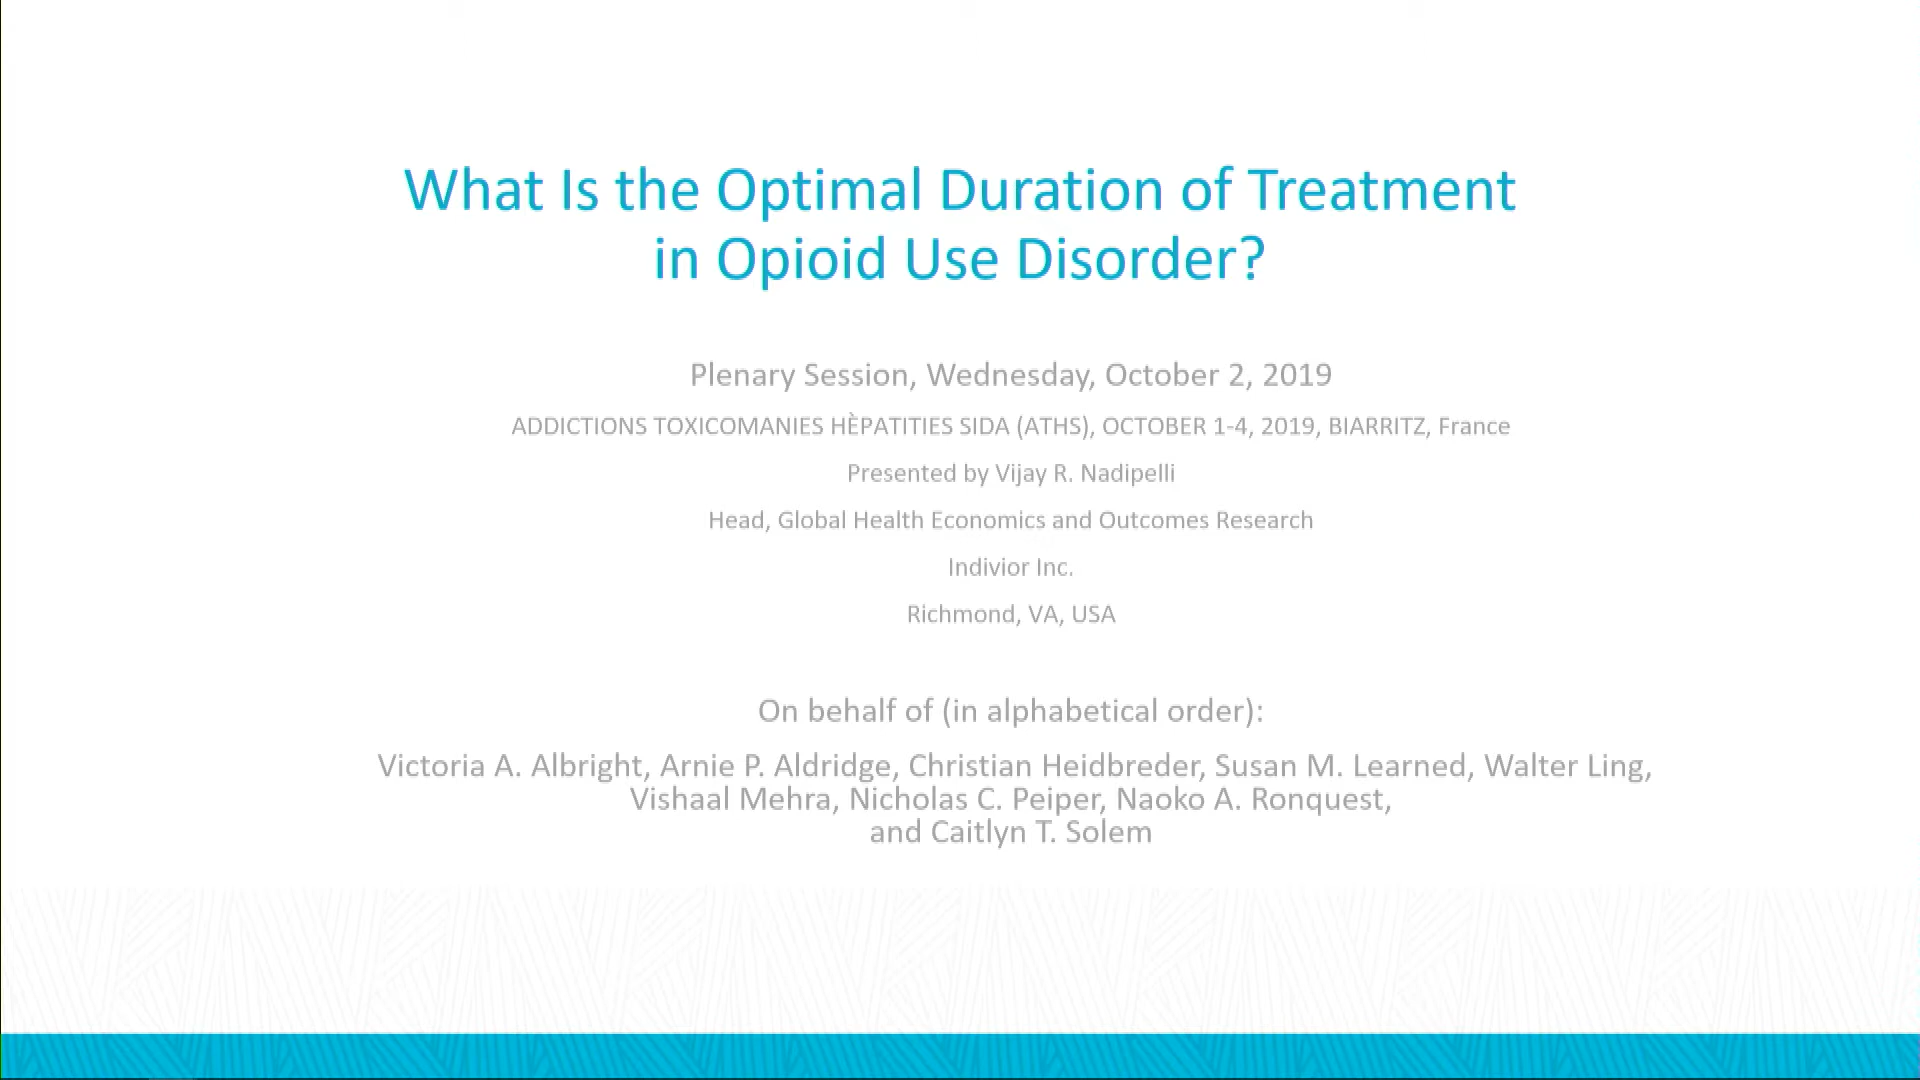 What Is the Optimal Duration of Treatment
in Opioid Use Disorder?
Plenary Session, Wednesday, October 2, 2019
ADDICTIONS TOXICOMANIES HÈPATITIES SIDA (ATHS), OCTOBER 1-4, 2019, BIARRITZ, France
Presented by Vijay R. Nadipelli
Head, Global Health Economics and Outcomes Research
Indivior Inc.
Richmond, VA, USA
On behalf of (in alphabetical order):
Victoria A. Albright, Arnie P. Aldridge, Christian Heidbreder, Susan M. Learned, Walter Ling,
Vishaal Mehra, Nicholas C. Peiper, Naoko A. Ronquest,
and Caitlyn T. Solem